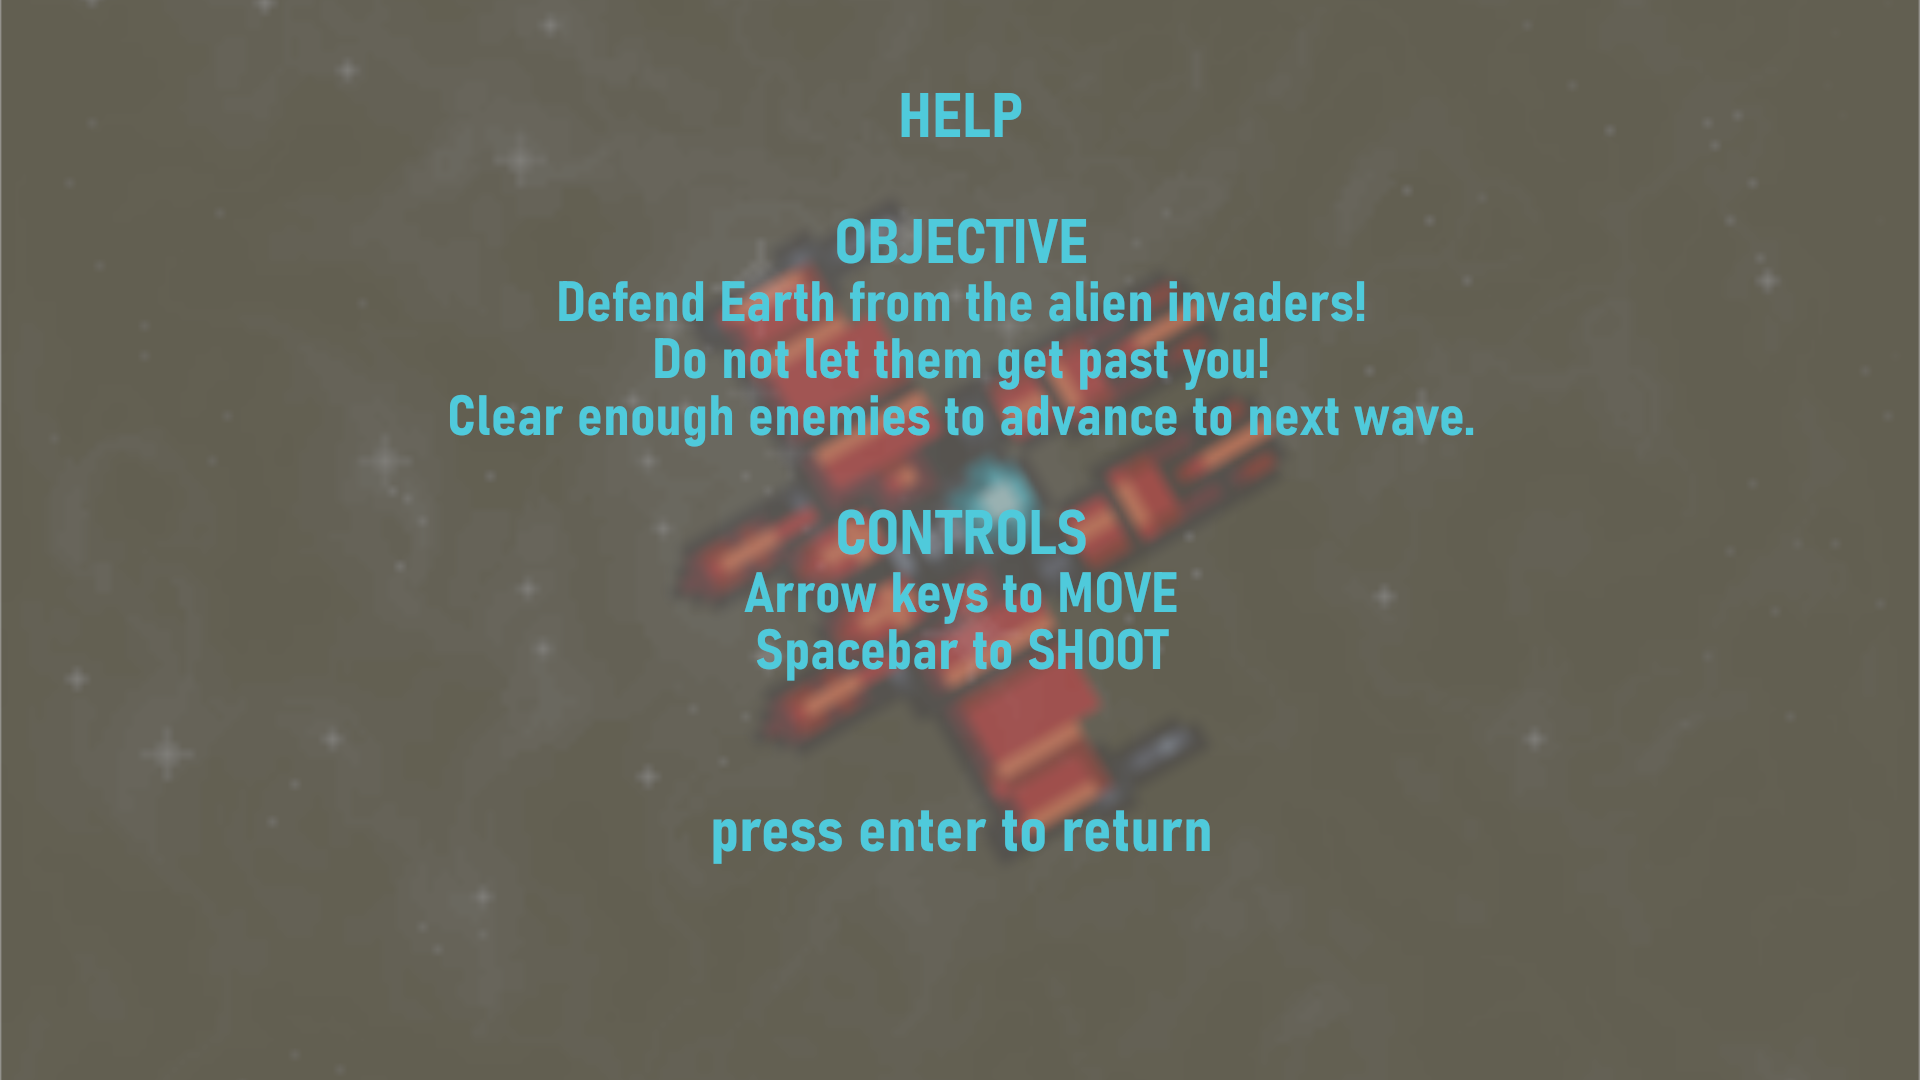 HELP
OBJECTIVE
Defend Earth from the alien invaders!
Do not let them get past you!
Clear enough enemies to advance to next wave.
CONTROLS
Arrow keys to MOVE
Spacebar to SHOOT
press enter to return